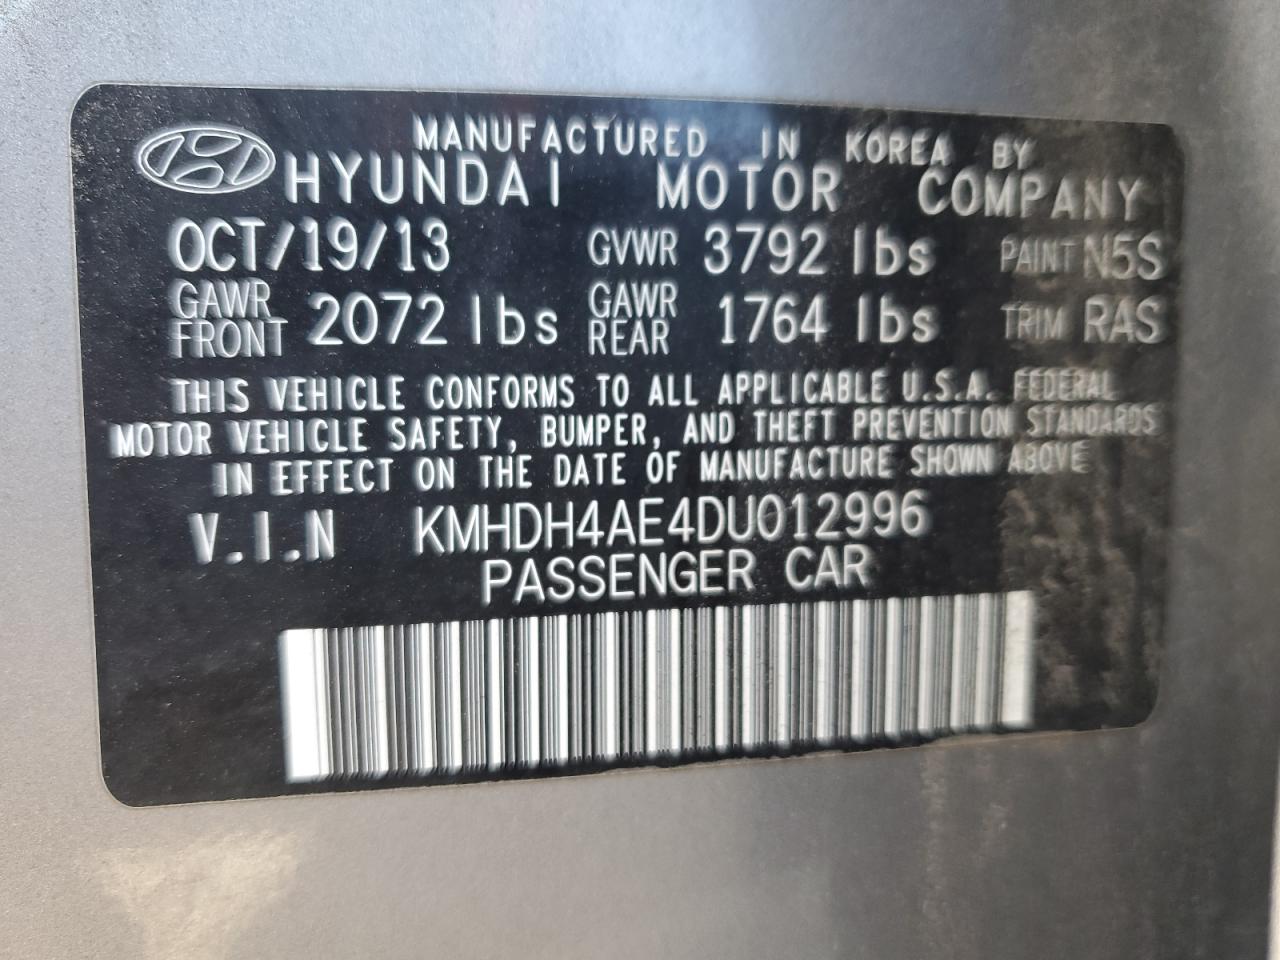 MANUFACTURED IN KOREA BY
HYUNDAI MOTOR COMPANY
OCT/19/13 GVWR 3792 lbs PAINT N5S
GAWR FRONT 2072 lbs GAWR REAR 1764 lbs TRIM RAS
THIS VEHICLE CONFORMS TO ALL APPLICABLE U.S.A. FEDERAL
MOTOR VEHICLE SAFETY, BUMPER, AND THEFT PREVENTION STANDARDS
IN EFFECT ON THE DATE OF MANUFACTURE SHOWN ABOVE
V.I.N KMHDH4AE4DU012996
PASSENGER CAR